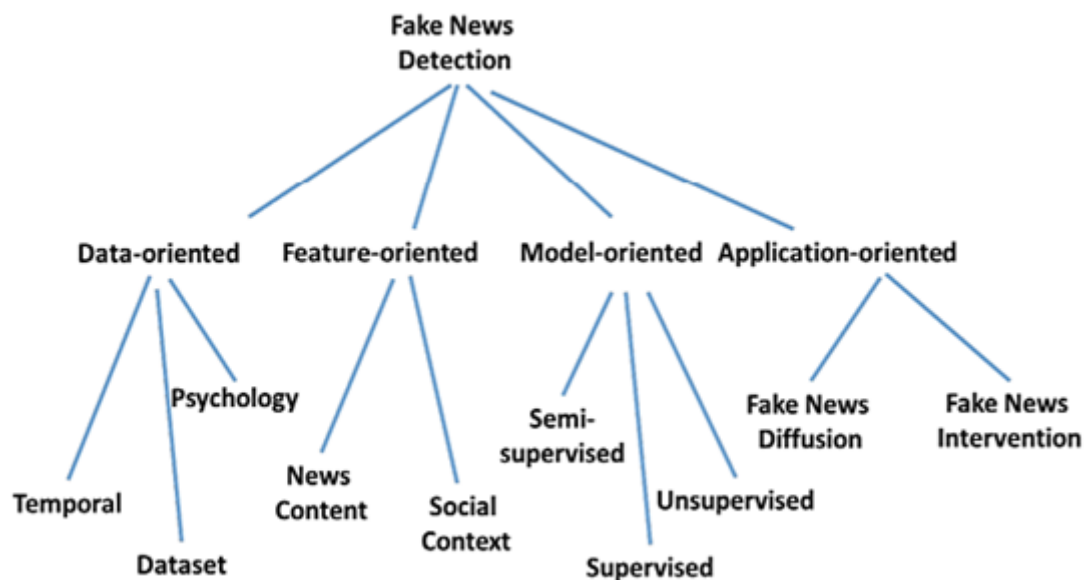 Fake News
Detection
Data-oriented
Feature-oriented
Model-oriented
Application-oriented
Psychology
Temporal
Dataset
News
Content
Social
Context
Semi-
supervised
Unsupervised
Supervised
Fake News
Diffusion
Fake News
Intervention